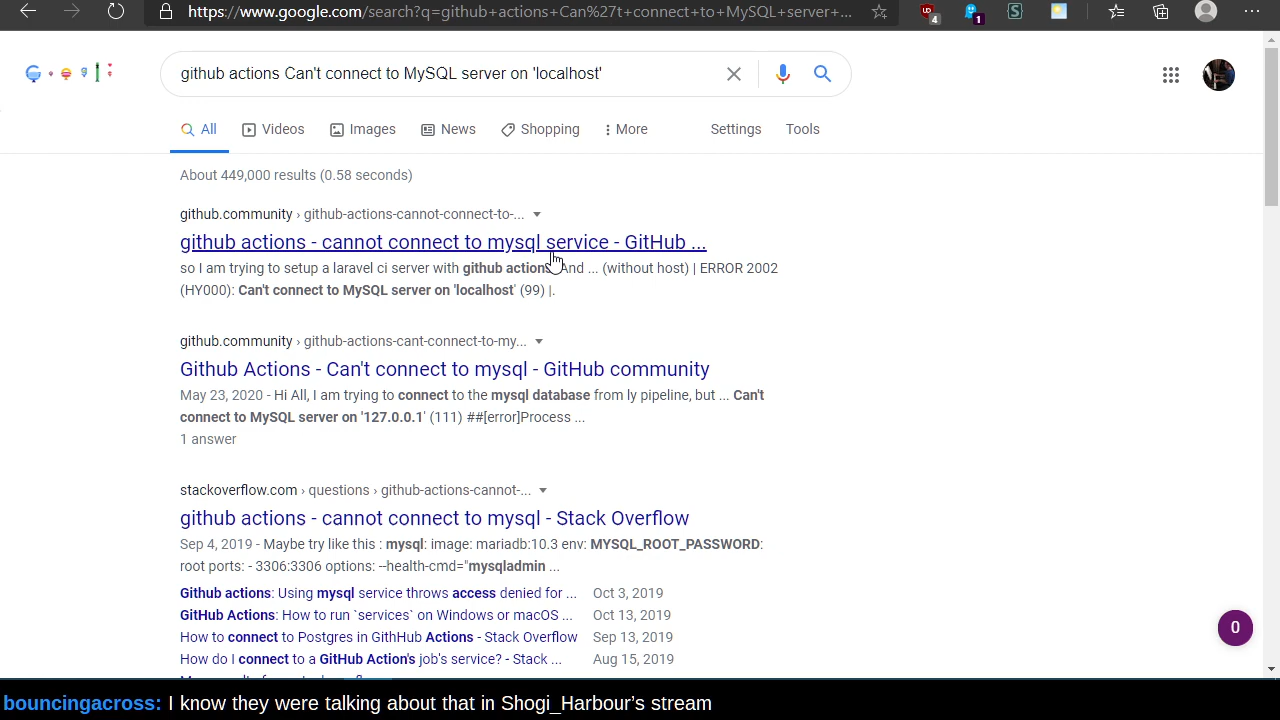 https://www.google.com/search?q=github+actions+Can%27t+connect+to+MySQL+server+...
4
1
github actions Can't connect to MySQL server on 'localhost'
All
Videos
Images
News
Shopping
More
Settings
Tools
About 449,000 results (0.58 seconds)
github.community › github-actions-cannot-connect-to-...
github actions - cannot connect to mysql service - GitHub ...
so I am trying to setup a laravel ci server with github action And ... (without host) | ERROR 2002
(HY000): Can't connect to MySQL server on 'localhost' (99) |.
github.community › github-actions-cant-connect-to-my...
Github Actions - Can't connect to mysql - GitHub community
May 23, 2020 - Hi All, I am trying to connect to the mysql database from ly pipeline, but ... Can't
connect to MySQL server on '127.0.0.1' (111) ##[error]Process ...
1 answer
stackoverflow.com › questions › github-actions-cannot-...
github actions - cannot connect to mysql - Stack Overflow
Sep 4, 2019 - Maybe try like this : mysql: image: mariadb:10.3 env: MYSQL_ROOT_PASSWORD:
root ports: - 3306:3306 options: --health-cmd="mysqladmin ...
Github actions: Using mysql service throws access denied for ... Oct 3, 2019
GitHub Actions: How to run `services` on Windows or macOS ... Oct 13, 2019
How to connect to Postgres in GithHub Actions - Stack Overflow Sep 13, 2019
How do I connect to a GitHub Action's job's service? - Stack ... Aug 15, 2019
0
bouncingacross: I know they were talking about that in Shogi_Harbour's stream